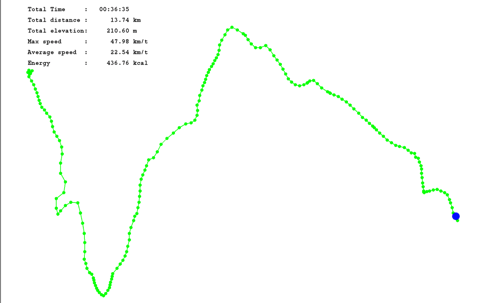 Total Time : 00:36:35
Total distance : 13.74 km
Total elevation: 210.60 m
Max speed : 47.98 km/t
Average speed : 22.54 km/t
Energy : 436.76 kcal